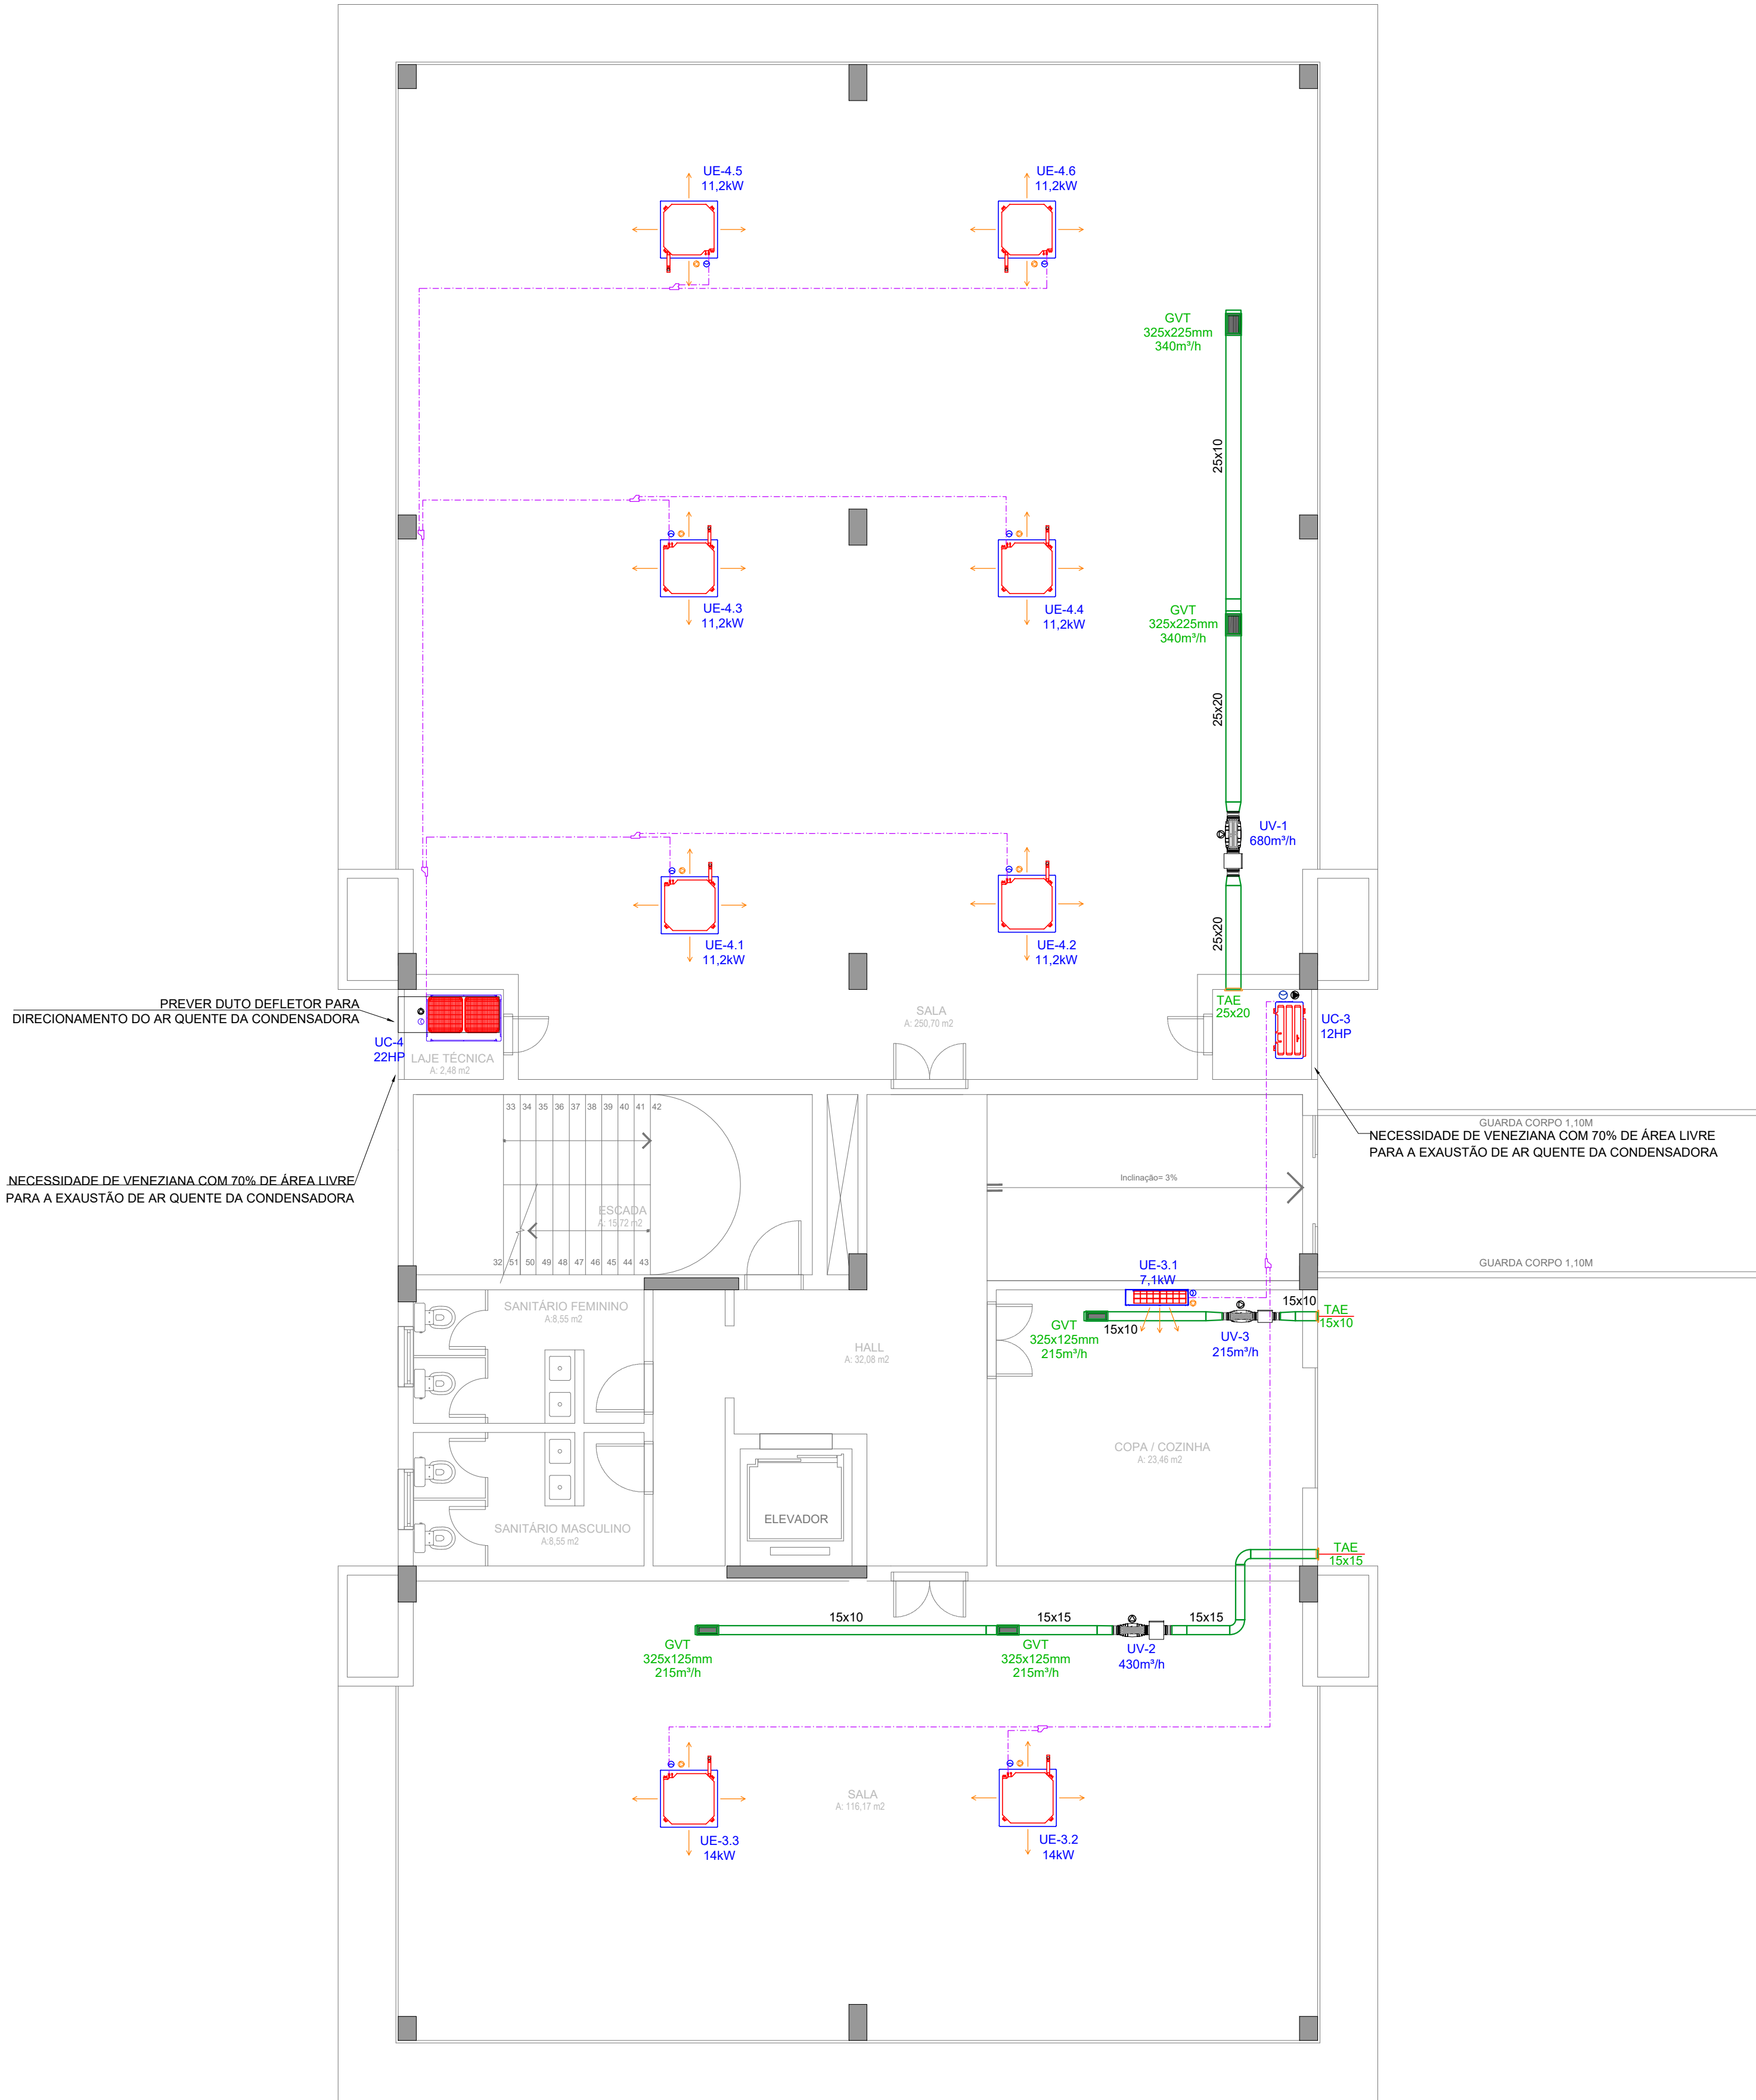 UE-4.5
11,2kW
UE-4.6
11,2kW
GVT
325x225mm
340m³/h
25x10
UE-4.3
11,2kW
UE-4.4
11,2kW
GVT
325x225mm
340m³/h
25x20
UV-1
680m³/h
UE-4.1
11,2kW
UE-4.2
11,2kW
25x20
PREVER DUTO DEFLETOR PARA
DIRECIONAMENTO DO AR QUENTE DA CONDENSADORA
UC-4
22HP
LAJE TÉCNICA
A: 2,48 m2
SALA
A: 250,70 m2
TAE
25x20
UC-3
12HP
33 34 35 36 37 38 39 40 41 42
GUARDA CORPO 1,10M
NECESSIDADE DE VENEZIANA COM 70% DE ÁREA LIVRE
PARA A EXAUSTÃO DE AR QUENTE DA CONDENSADORA
NECESSIDADE DE VENEZIANA COM 70% DE ÁREA LIVRE
PARA A EXAUSTÃO DE AR QUENTE DA CONDENSADORA
Inclinação= 3%
ESCADA
A: 15,72 m2
32 51 50 49 48 47 46 45 44 43
GUARDA CORPO 1,10M
UE-3.1
7,1kW
SANITÁRIO FEMININO
A:8,55 m2
15x10
TAE
15x10
GVT
325x125mm
215m³/h
15x10
UV-3
215m³/h
HALL
A: 32,08 m2
COPA / COZINHA
A: 23,46 m2
ELEVADOR
SANITÁRIO MASCULINO
A:8,55 m2
TAE
15x15
15x10
15x15
15x15
GVT
325x125mm
215m³/h
GVT
325x125mm
215m³/h
UV-2
430m³/h
SALA
A: 116,17 m2
UE-3.3
14kW
UE-3.2
14kW